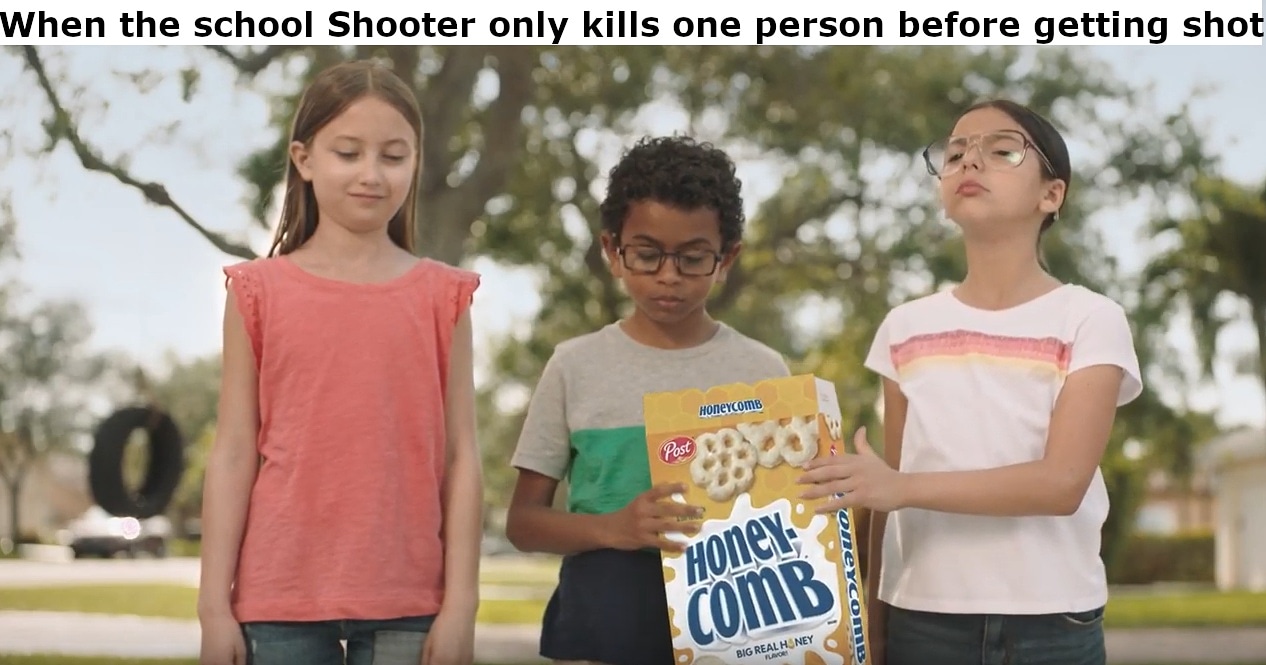 When the school Shooter only kills one person before getting shot
HONEYCOMB
Post
HONEY-
COMB
HONEYCOMB
BIG REAL HONEY
FLAVOR!